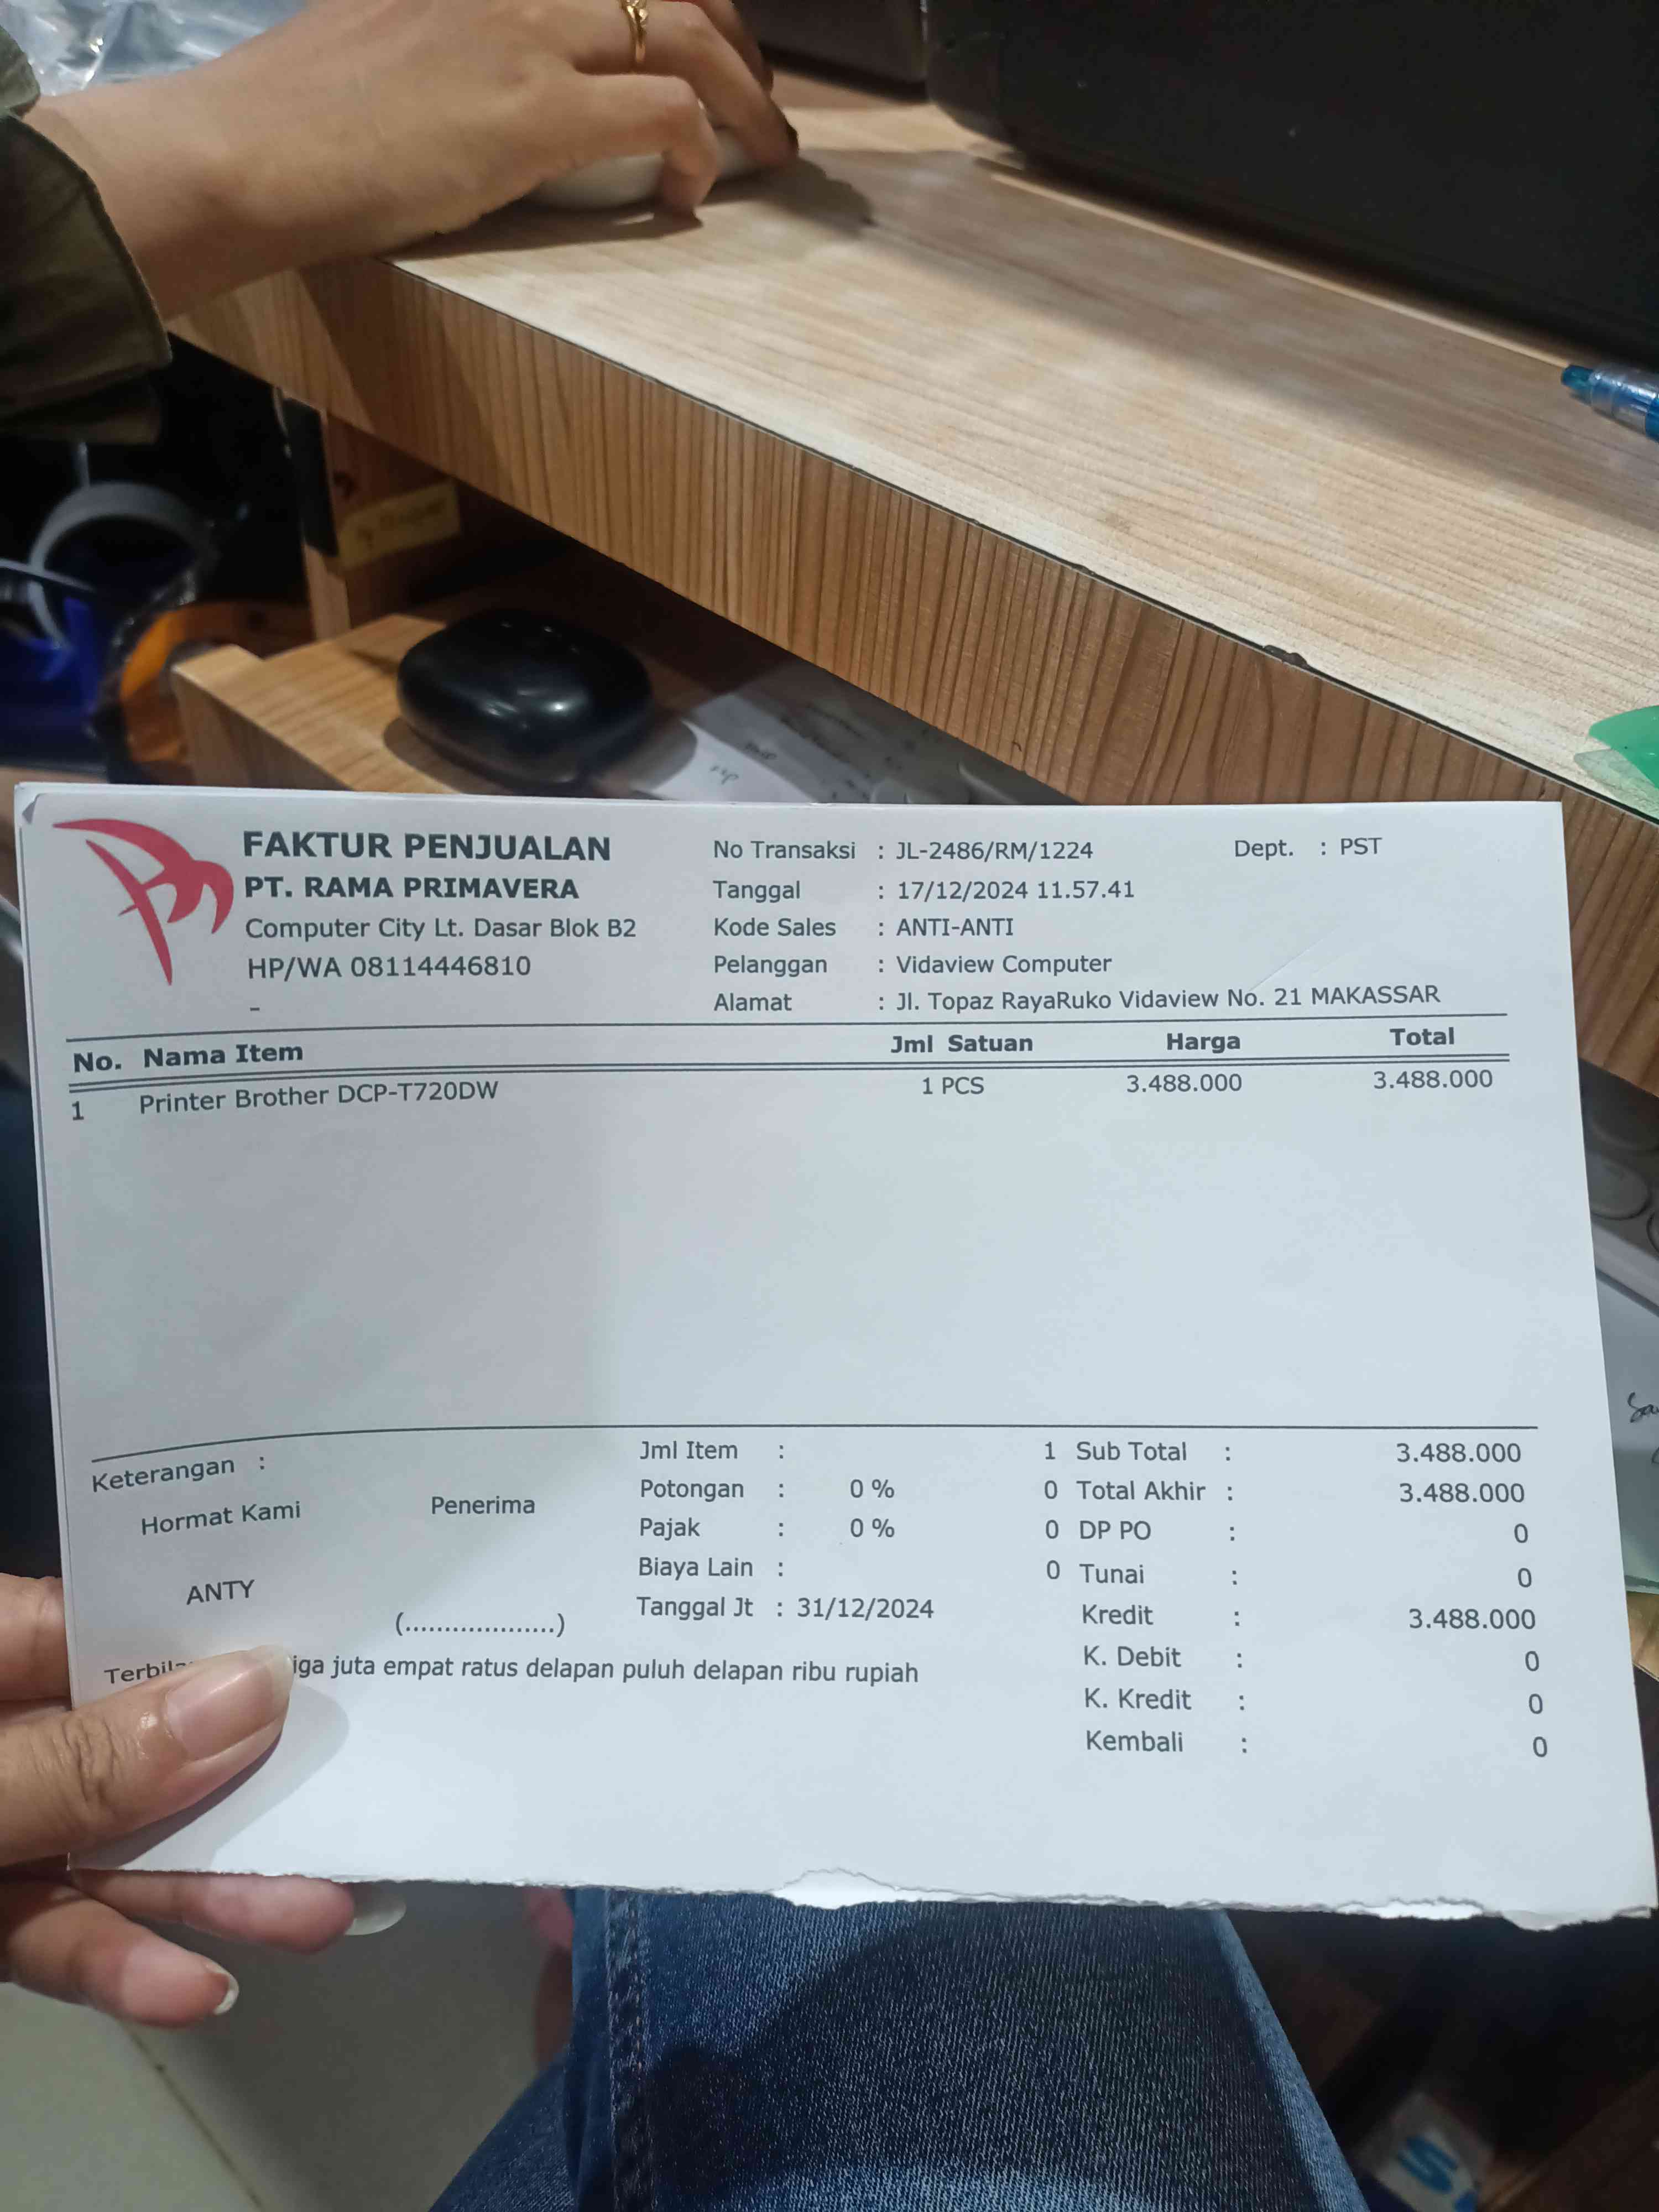 FAKTUR PENJUALAN
PT. RAMA PRIMAVERA
Computer City Lt. Dasar Blok B2
HP/WA 08114446810
-
No Transaksi : JL-2486/RM/1224 Dept. : PST
Tanggal : 17/12/2024 11.57.41
Kode Sales : ANTI-ANTI
Pelanggan : Vidaview Computer
Alamat : Jl. Topaz RayaRuko Vidaview No. 21 MAKASSAR
No. Nama Item Jml Satuan Harga Total
1 Printer Brother DCP-T720DW 1 PCS 3.488.000 3.488.000
Keterangan :
Hormat Kami Penerima
ANTY
(...................)
Jml Item : 1
Potongan : 0 % 0
Pajak : 0 % 0
Biaya Lain : 0
Tanggal Jt : 31/12/2024
Sub Total : 3.488.000
Total Akhir : 3.488.000
DP PO : 0
Tunai : 0
Kredit : 3.488.000
K. Debit : 0
K. Kredit : 0
Kembali : 0
iga juta empat ratus delapan puluh delapan ribu rupiah